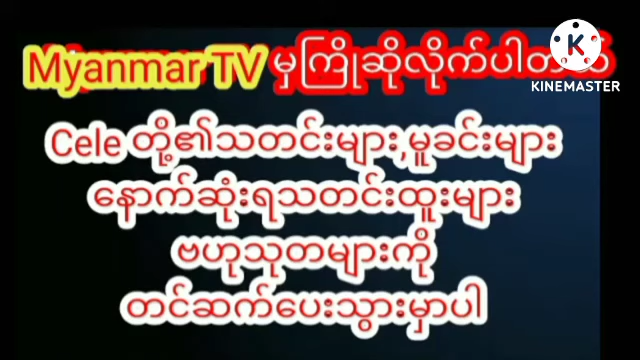 Myanmar TV မှကြိုဆိုလိုက်ပါတယ်
KINEMASTER
Cele တို့၏သတင်းများ,မူခင်းများ
နောက်ဆုံးရသတင်းထူးများ
ဗဟုသုတများကို
တင်ဆက်ပေးသွားမှာပါ